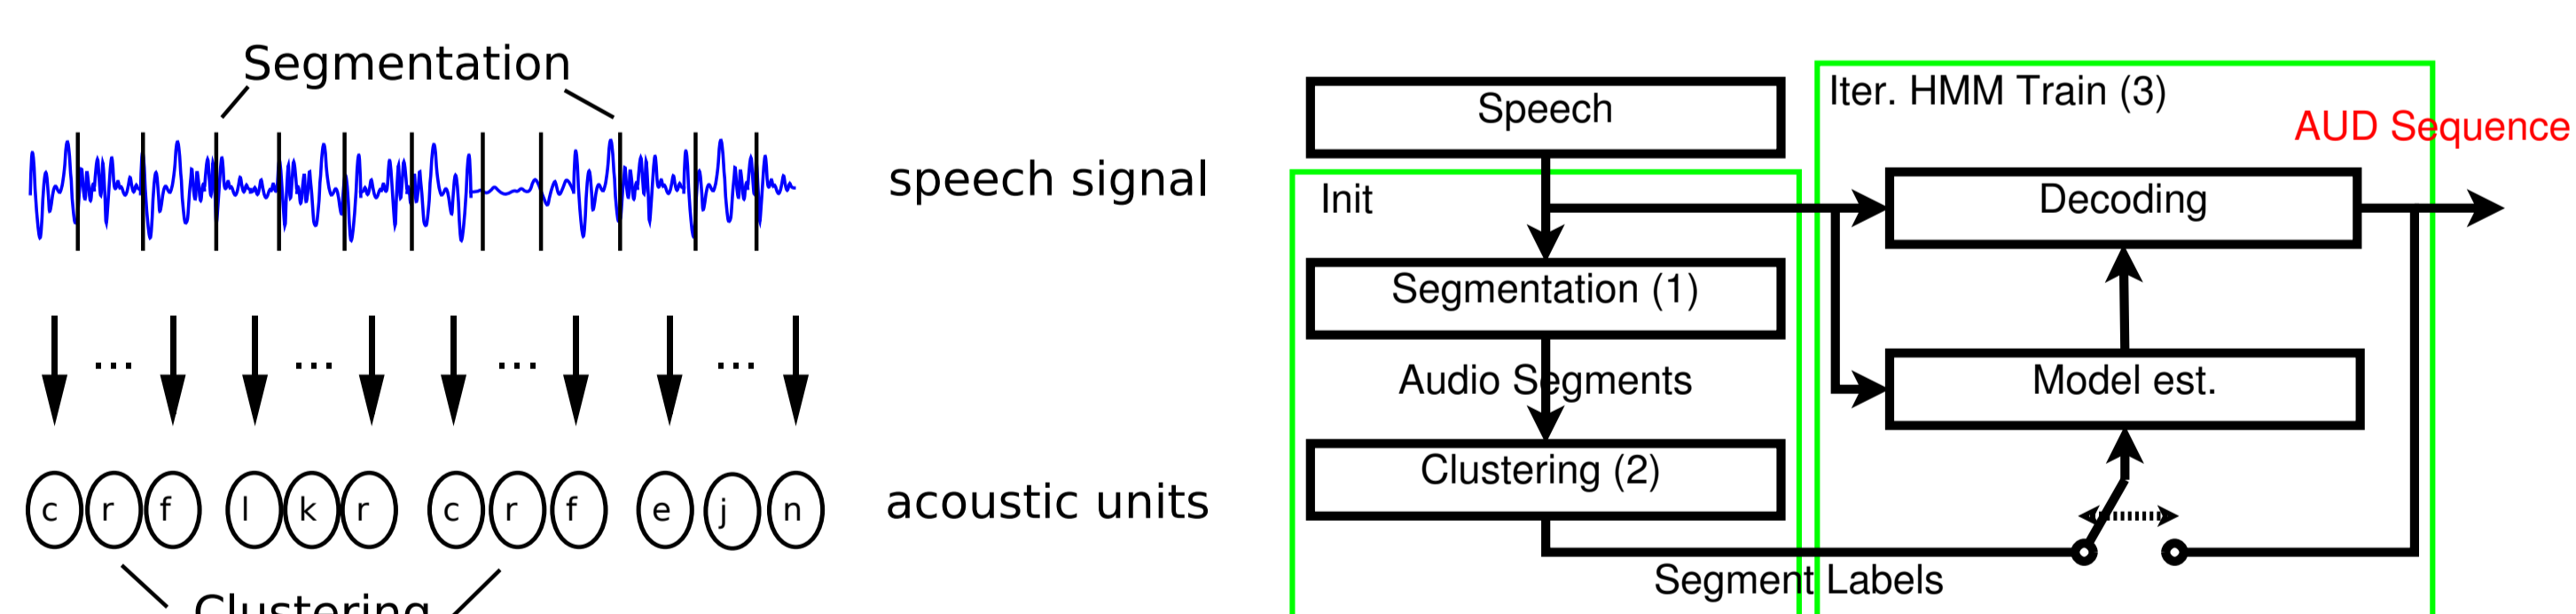 Segmentation
speech signal
...
...
...
...
c r f l k r c r f e j n
acoustic units
Clustering
Speech
Init
Segmentation (1)
Audio Segments
Clustering (2)
Segment Labels
Iter. HMM Train (3)
AUD Sequence
Decoding
Model est.